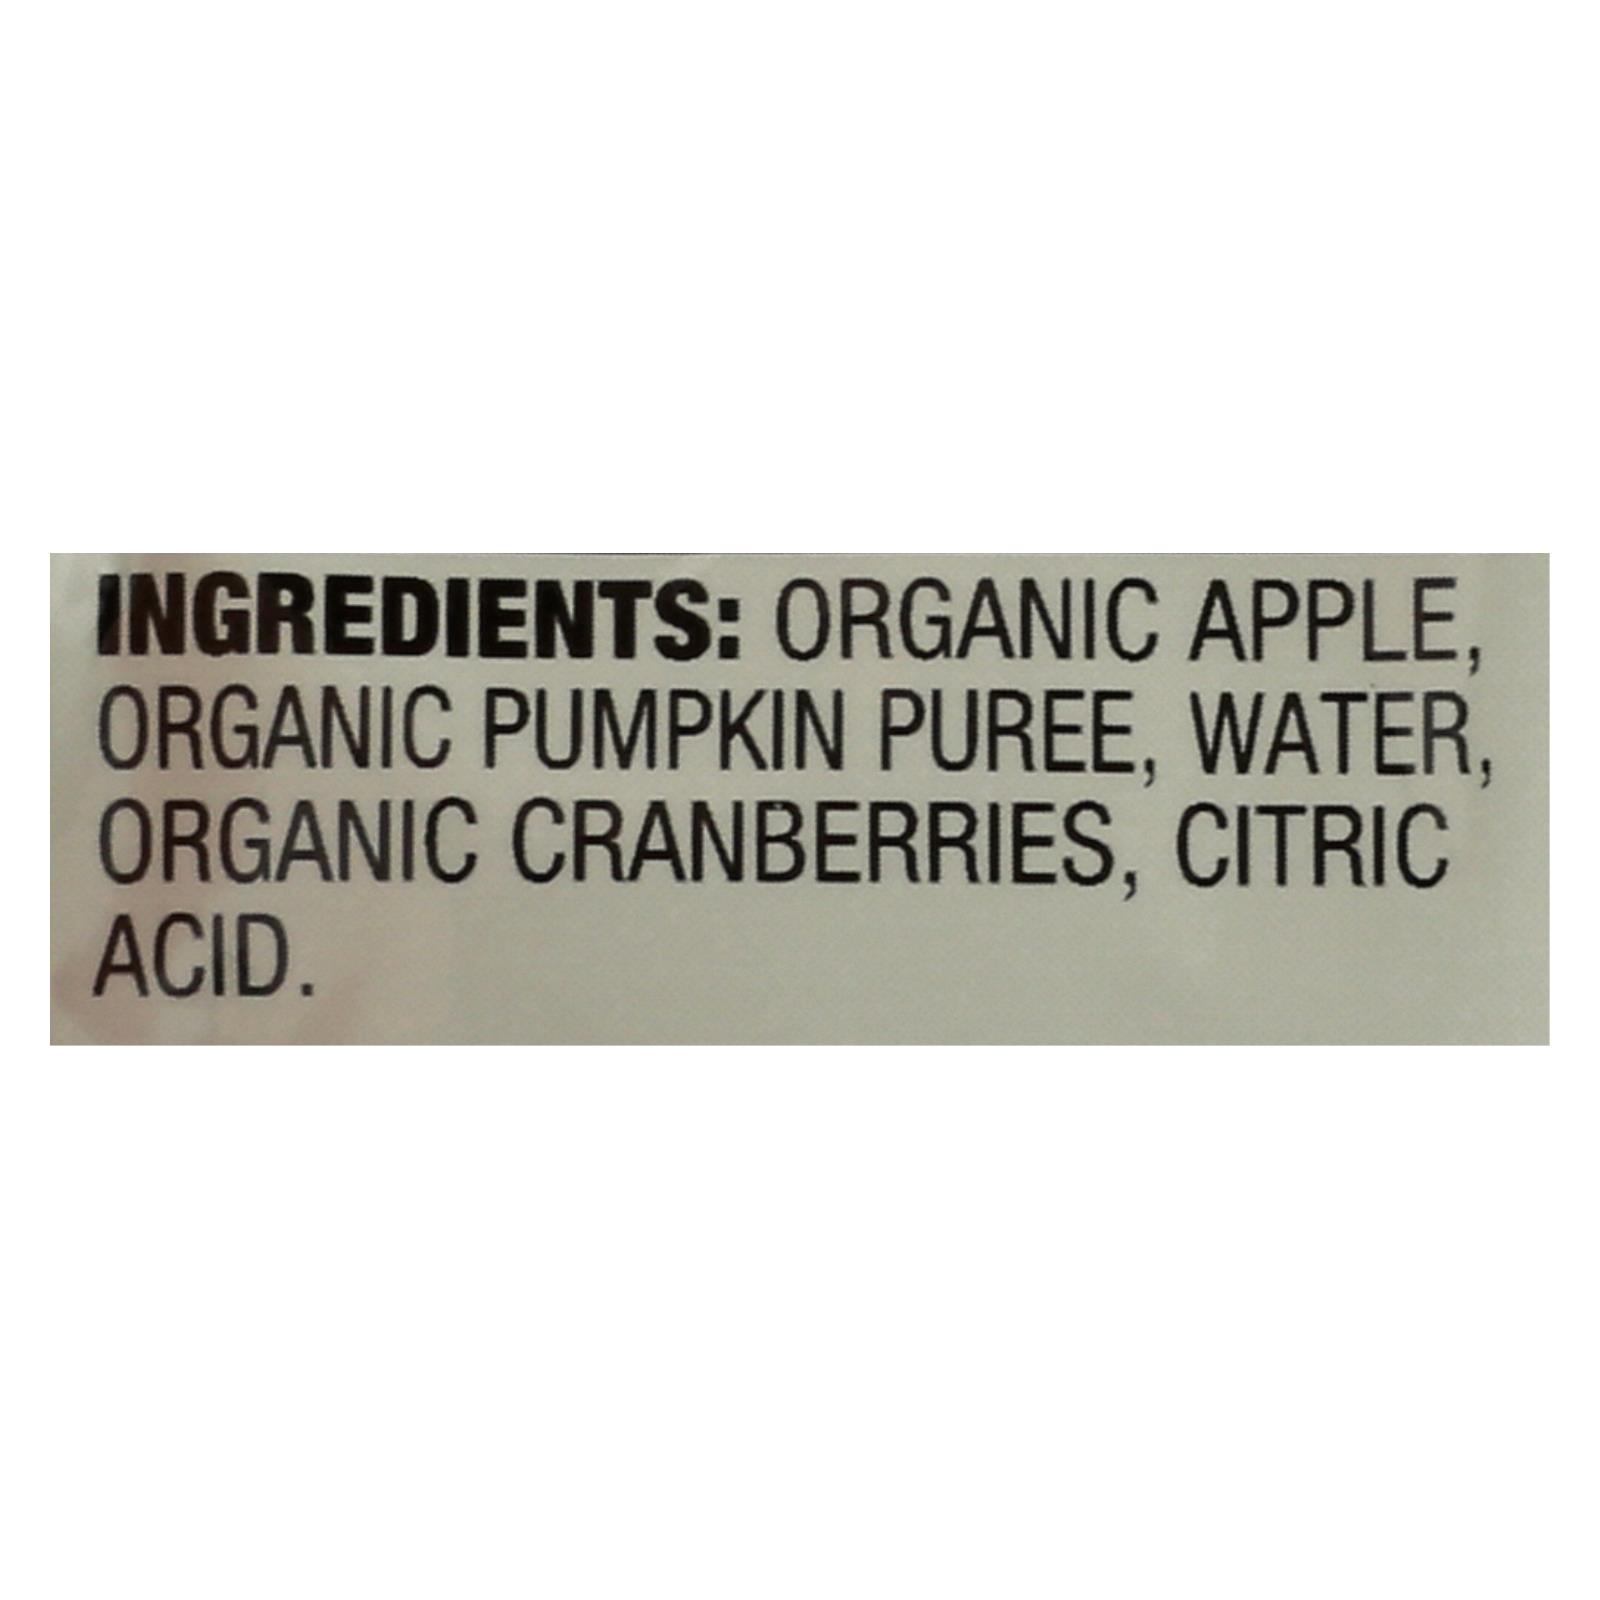 INGREDIENTS: ORGANIC APPLE,
ORGANIC PUMPKIN PUREE, WATER,
ORGANIC CRANBERRIES, CITRIC
ACID.